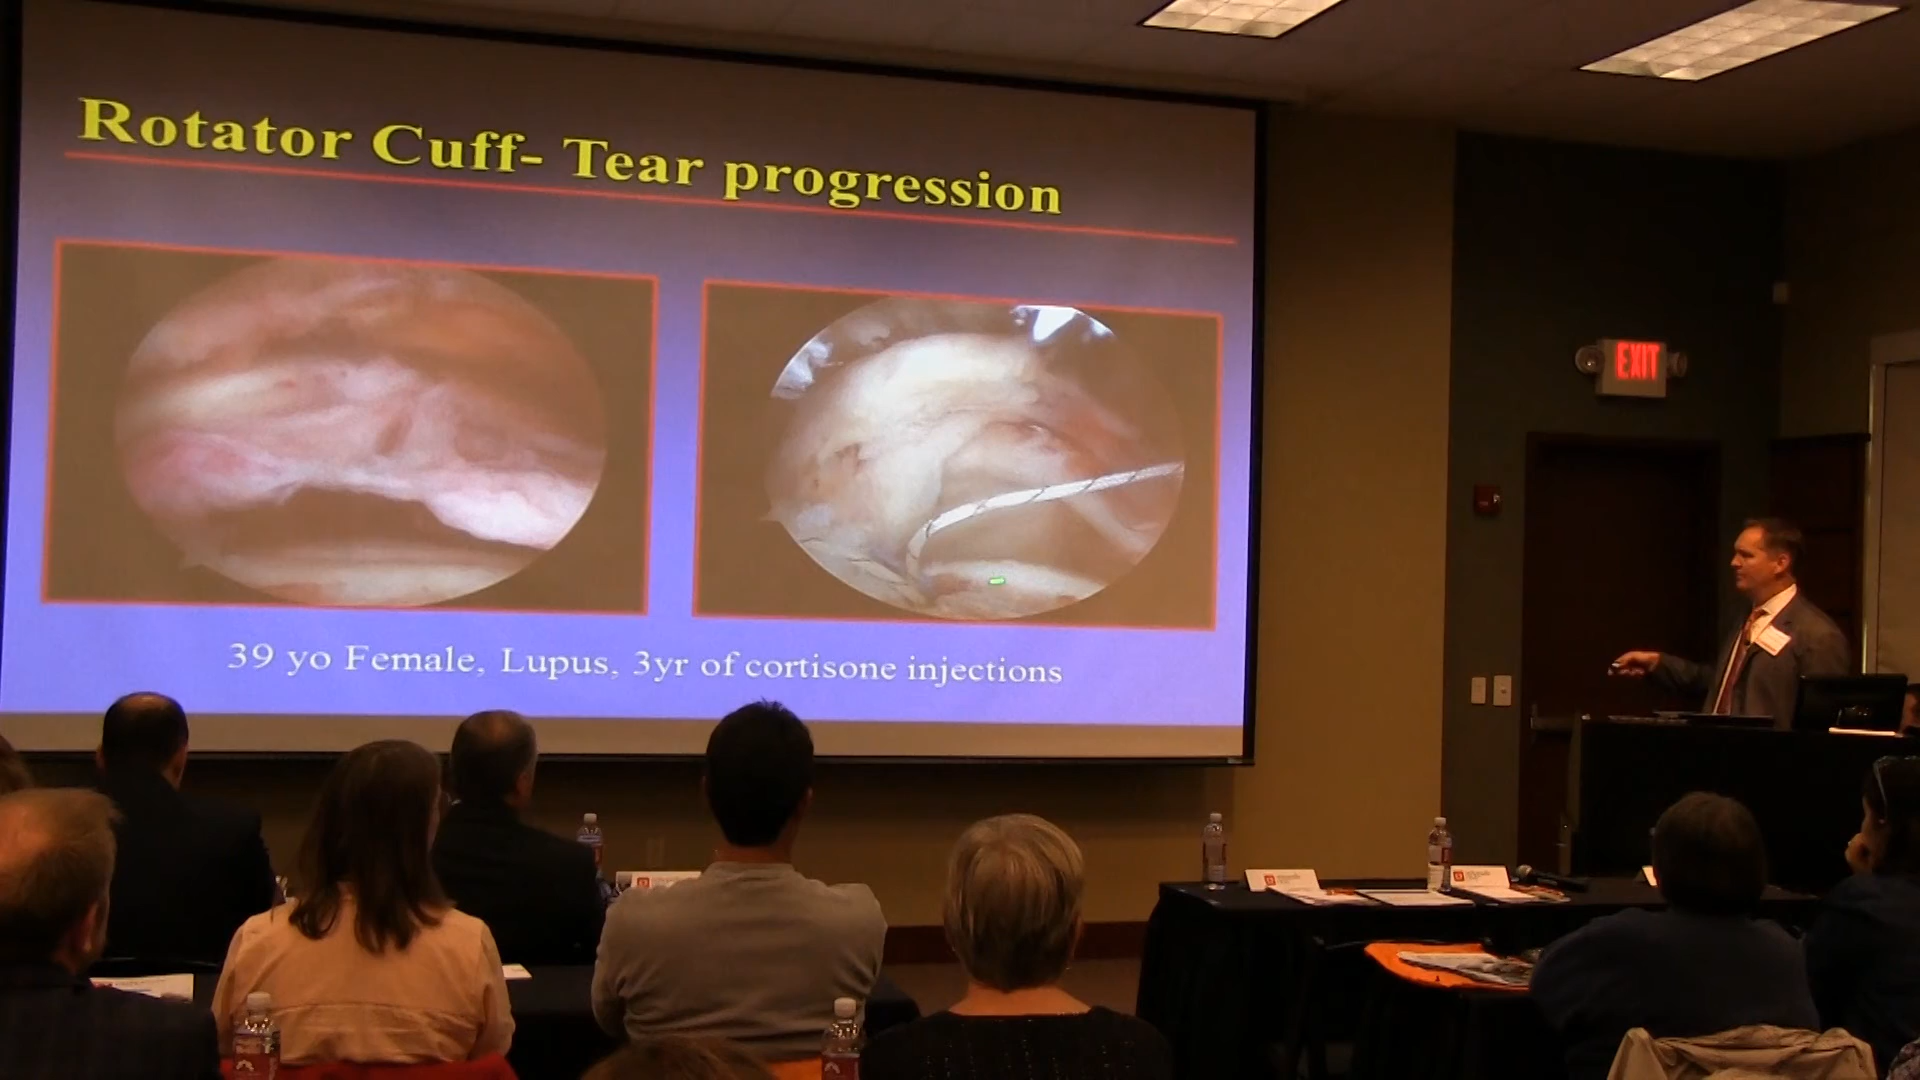 Rotator Cuff- Tear progression
39 yo Female, Lupus, 3yr of cortisone injections
EXIT